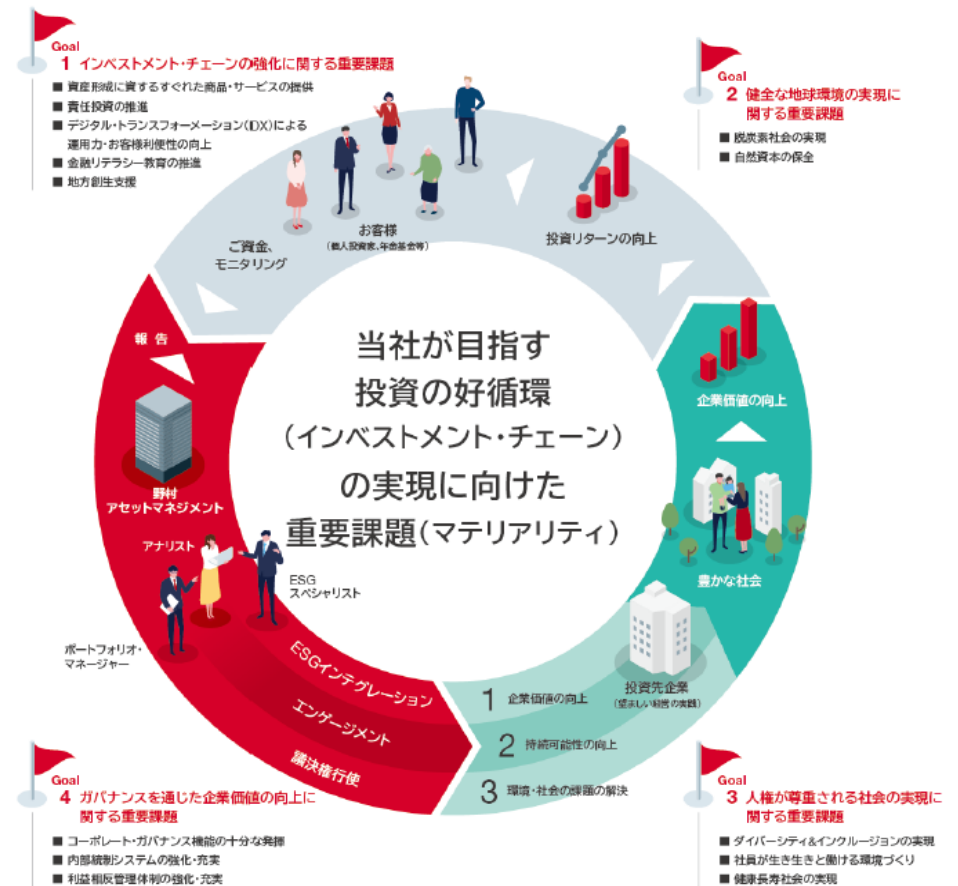 Goal
1 インベストメント・チェーンの強化に関する重要課題
■ 資産形成に資するすぐれた商品・サービスの提供
■ 責任投資の推進
■ デジタル・トランスフォーメーション(DX)による
運用力・お客様利便性の向上
■ 金融リテラシー教育の推進
■ 地方創生支援
Goal
2 健全な地球環境の実現に
関する重要課題
■ 脱炭素社会の実現
■ 自然資本の保全
ご資金、
モニタリング
お客様
(個人投資家、年金基金等)
投資リターンの向上
報告
野村
アセットマネジメント
アナリスト
ESG
スペシャリスト
ポートフォリオ・
マネージャー
当社が目指す
投資の好循環
(インベストメント・チェーン)
の実現に向けた
重要課題(マテリアリティ)
企業価値の向上
豊かな社会
投資先企業
(望ましい経営の実践)
ESGインテグレーション
エンゲージメント
議決権行使
1 企業価値の向上
2 持続可能性の向上
3 環境・社会の課題の解決
Goal
4 ガバナンスを通じた企業価値の向上に
関する重要課題
■ コーポレート・ガバナンス機能の十分な発揮
■ 内部統制システムの強化・充実
■ 利益相反管理体制の強化・充実
Goal
3 人権が尊重される社会の実現に
関する重要課題
■ ダイバーシティ&インクルージョンの実現
■ 社員が生き生きと働ける環境づくり
■ 健康長寿社会の実現